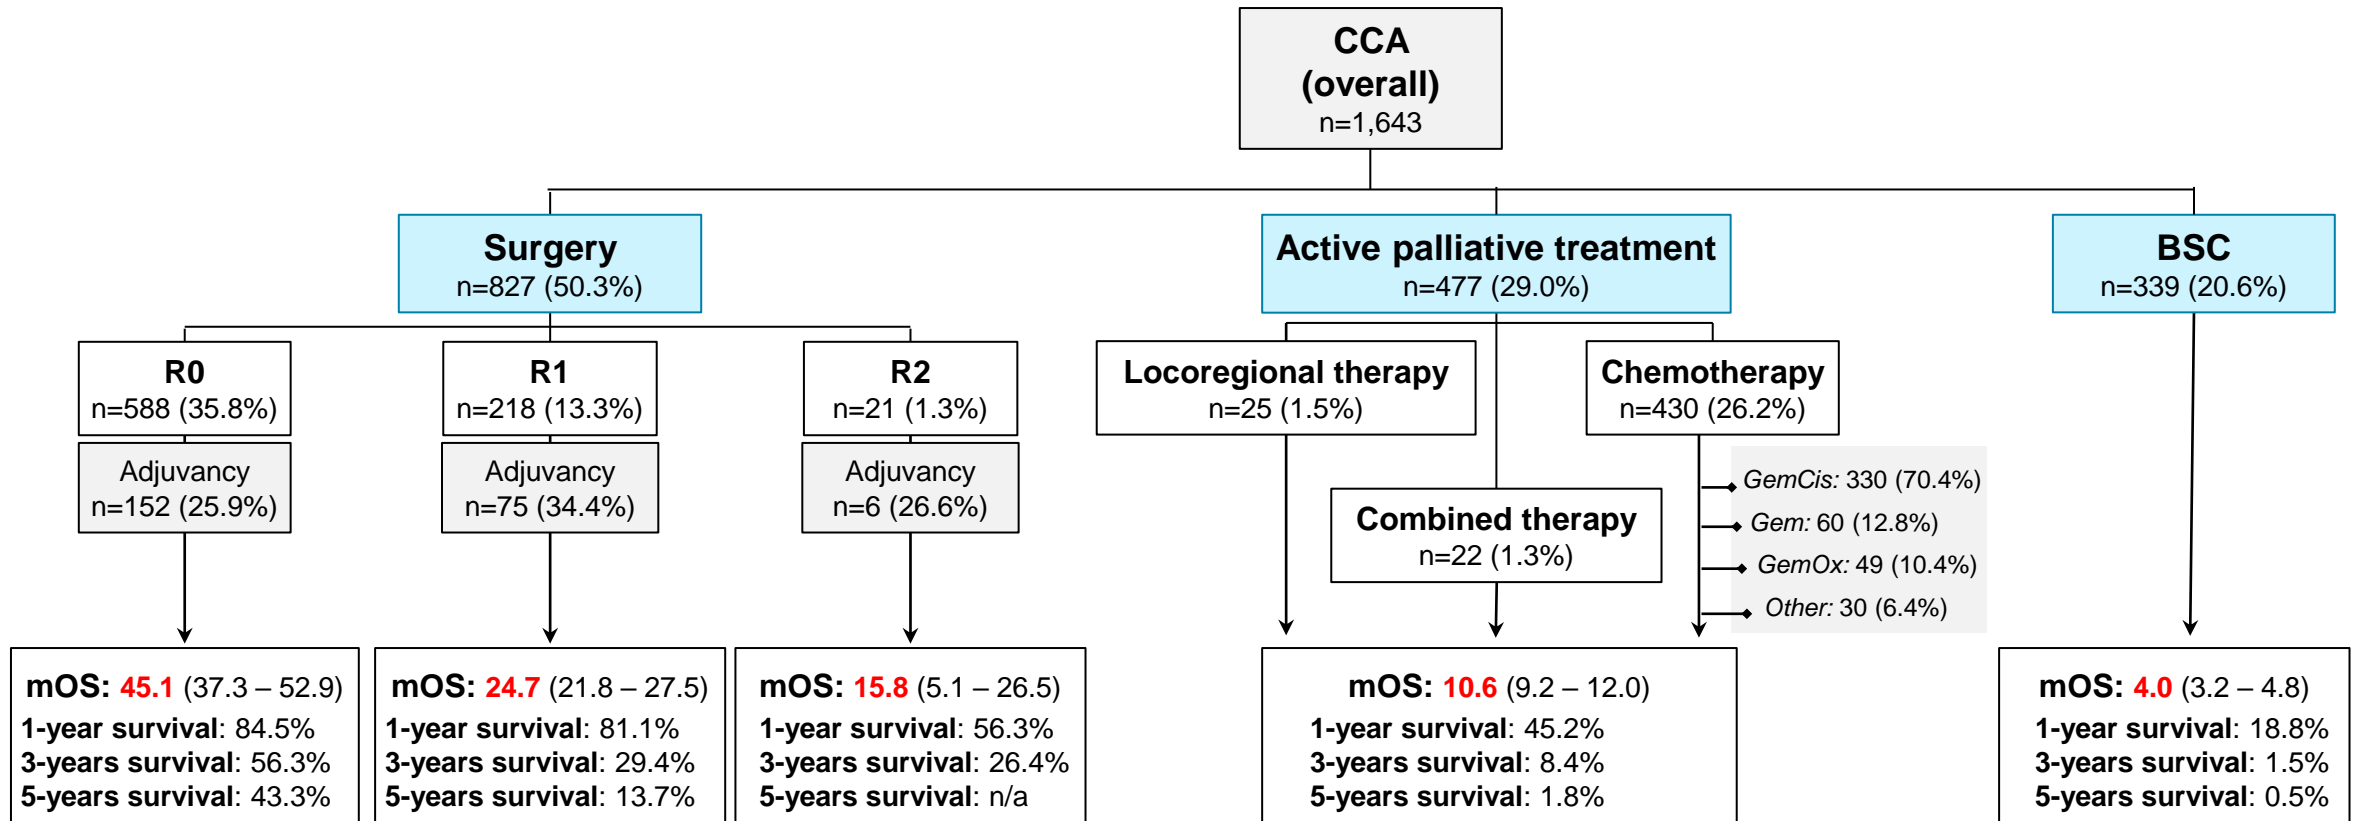 CCA
(overall)
n=1,643
Surgery
n=827 (50.3%)
Active palliative treatment
n=477 (29.0%)
BSC
n=339 (20.6%)
R0
n=588 (35.8%)
R1
n=218 (13.3%)
R2
n=21 (1.3%)
Locoregional therapy
n=25 (1.5%)
Chemotherapy
n=430 (26.2%)
Adjuvancy
n=152 (25.9%)
Adjuvancy
n=75 (34.4%)
Adjuvancy
n=6 (26.6%)
Combined therapy
n=22 (1.3%)
GemCis: 330 (70.4%)
Gem: 60 (12.8%)
GemOx: 49 (10.4%)
Other: 30 (6.4%)
mOS: 45.1 (37.3 – 52.9)
1-year survival: 84.5%
3-years survival: 56.3%
5-years survival: 43.3%
mOS: 24.7 (21.8 – 27.5)
1-year survival: 81.1%
3-years survival: 29.4%
5-years survival: 13.7%
mOS: 15.8 (5.1 – 26.5)
1-year survival: 56.3%
3-years survival: 26.4%
5-years survival: n/a
mOS: 10.6 (9.2 – 12.0)
1-year survival: 45.2%
3-years survival: 8.4%
5-years survival: 1.8%
mOS: 4.0 (3.2 – 4.8)
1-year survival: 18.8%
3-years survival: 1.5%
5-years survival: 0.5%